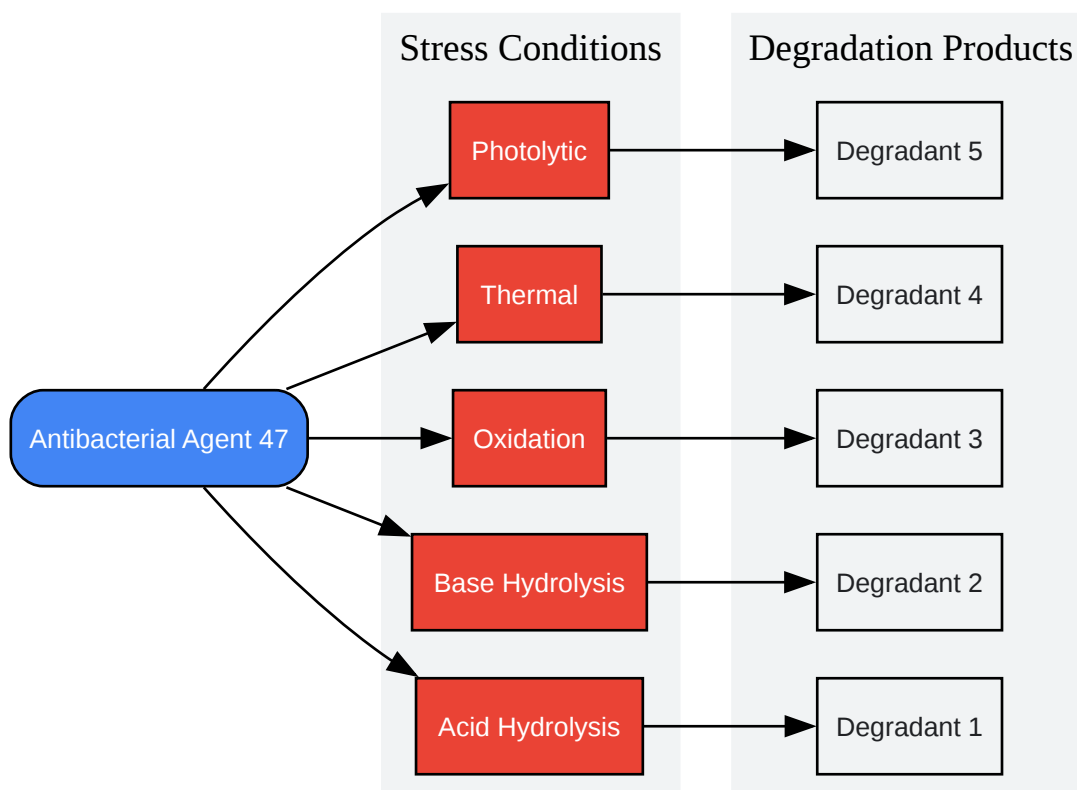 Stress Conditions
Degradation Products
Photolytic
Degradant 5
Thermal
Degradant 4
Antibacterial Agent 47
Oxidation
Degradant 3
Base Hydrolysis
Degradant 2
Acid Hydrolysis
Degradant 1